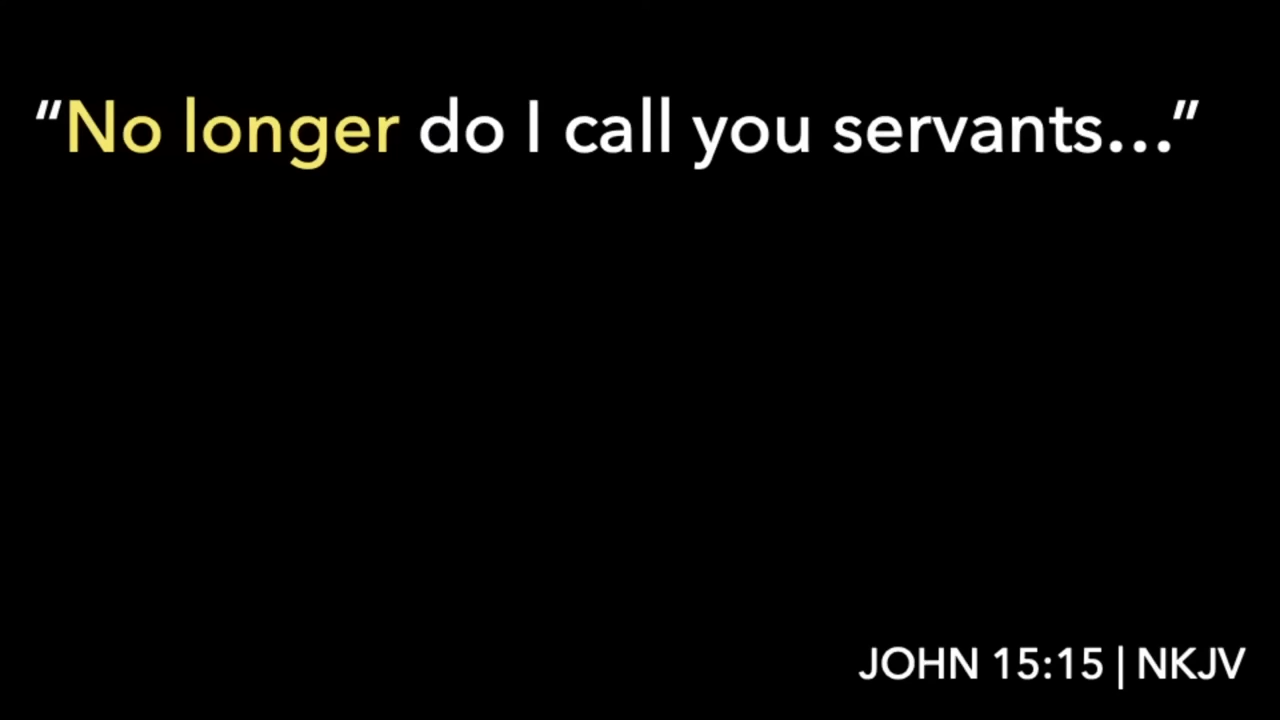 “No longer do I call you servants…”
JOHN 15:15 | NKJV